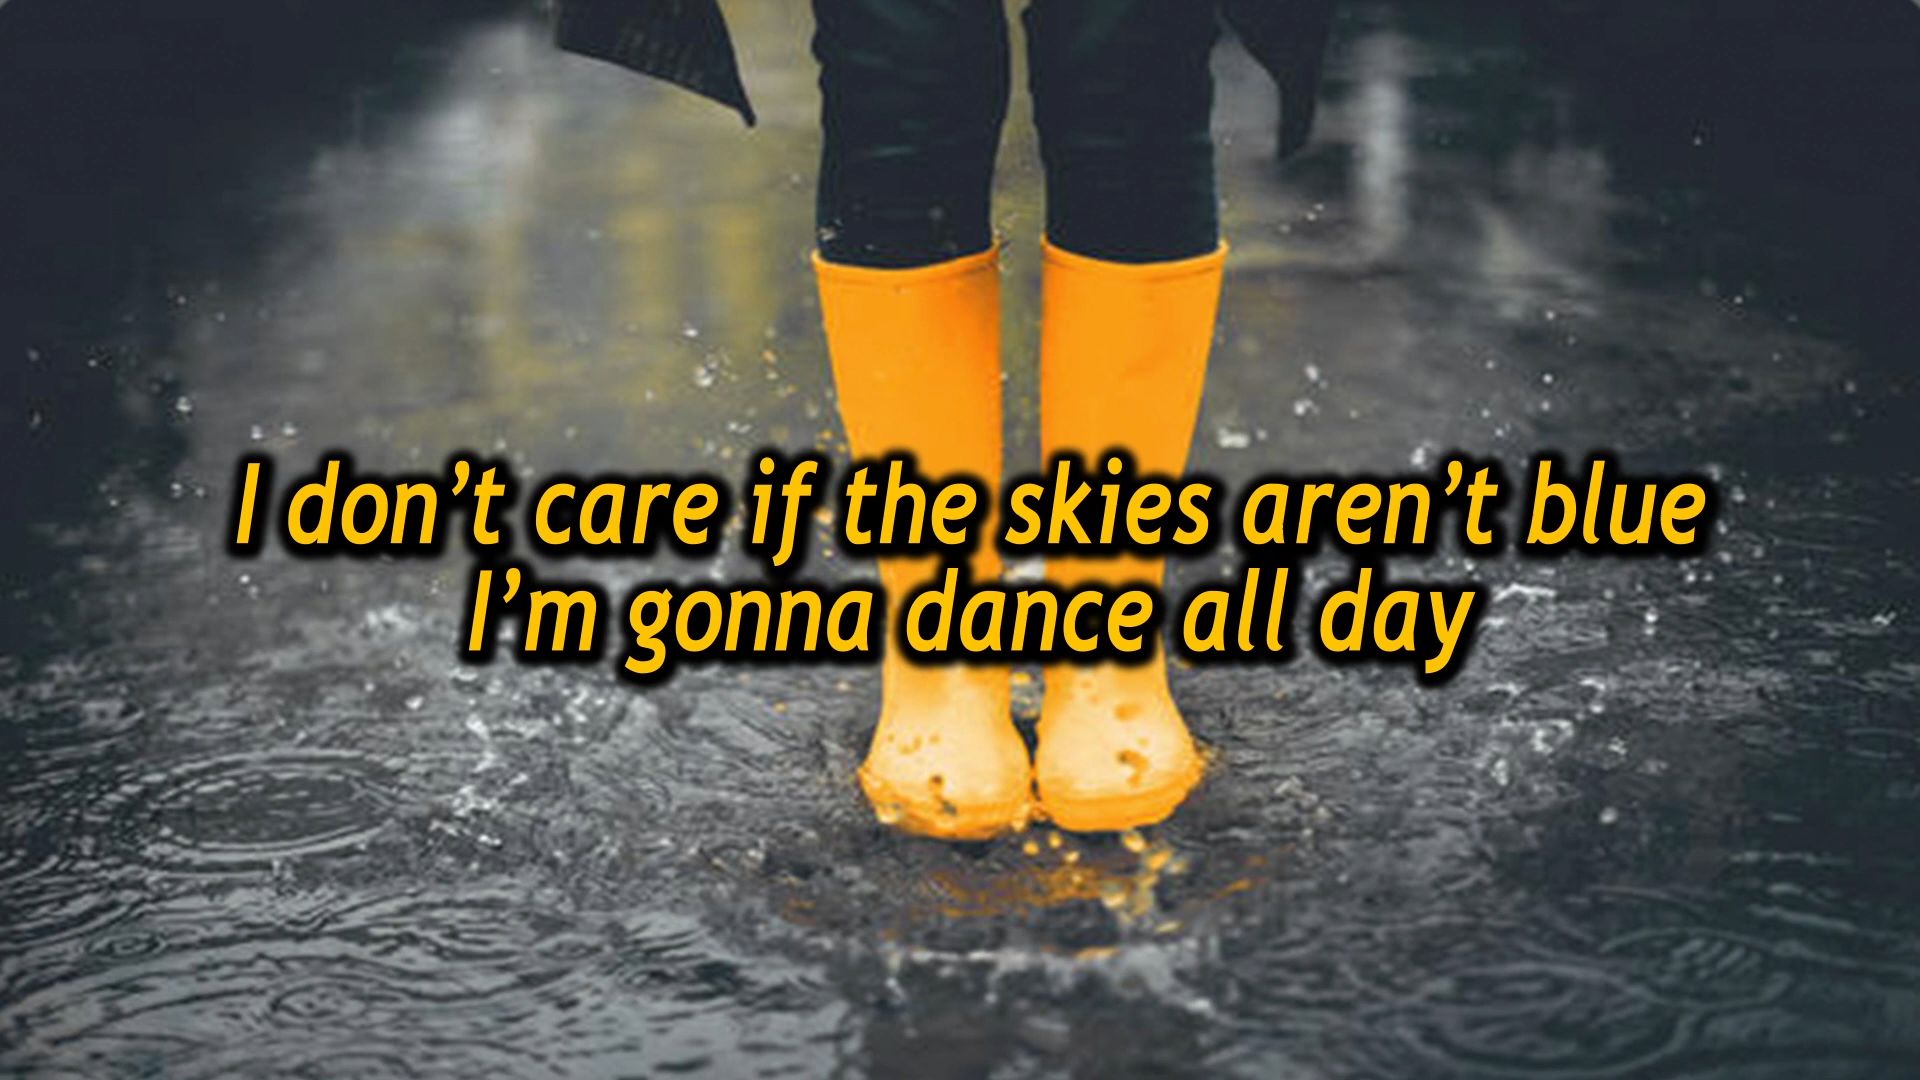 I don’t care if the skies aren’t blue
I’m gonna dance all day